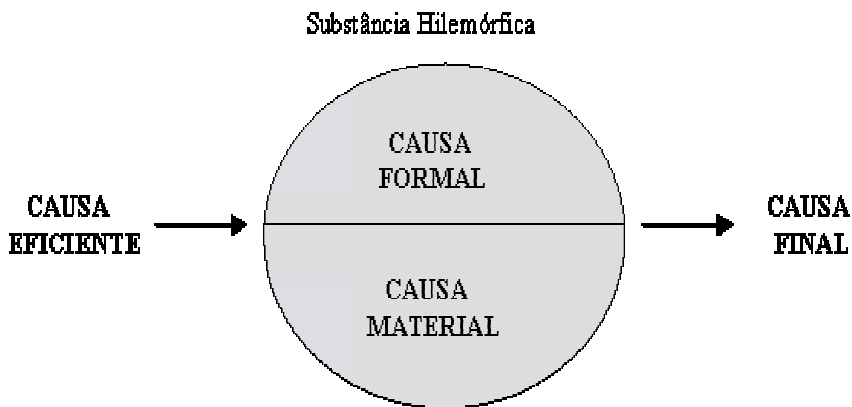 Substância Hilemórfica
CAUSA
FORMAL
CAUSA
EFICIENTE
CAUSA
FINAL
CAUSA
MATERIAL